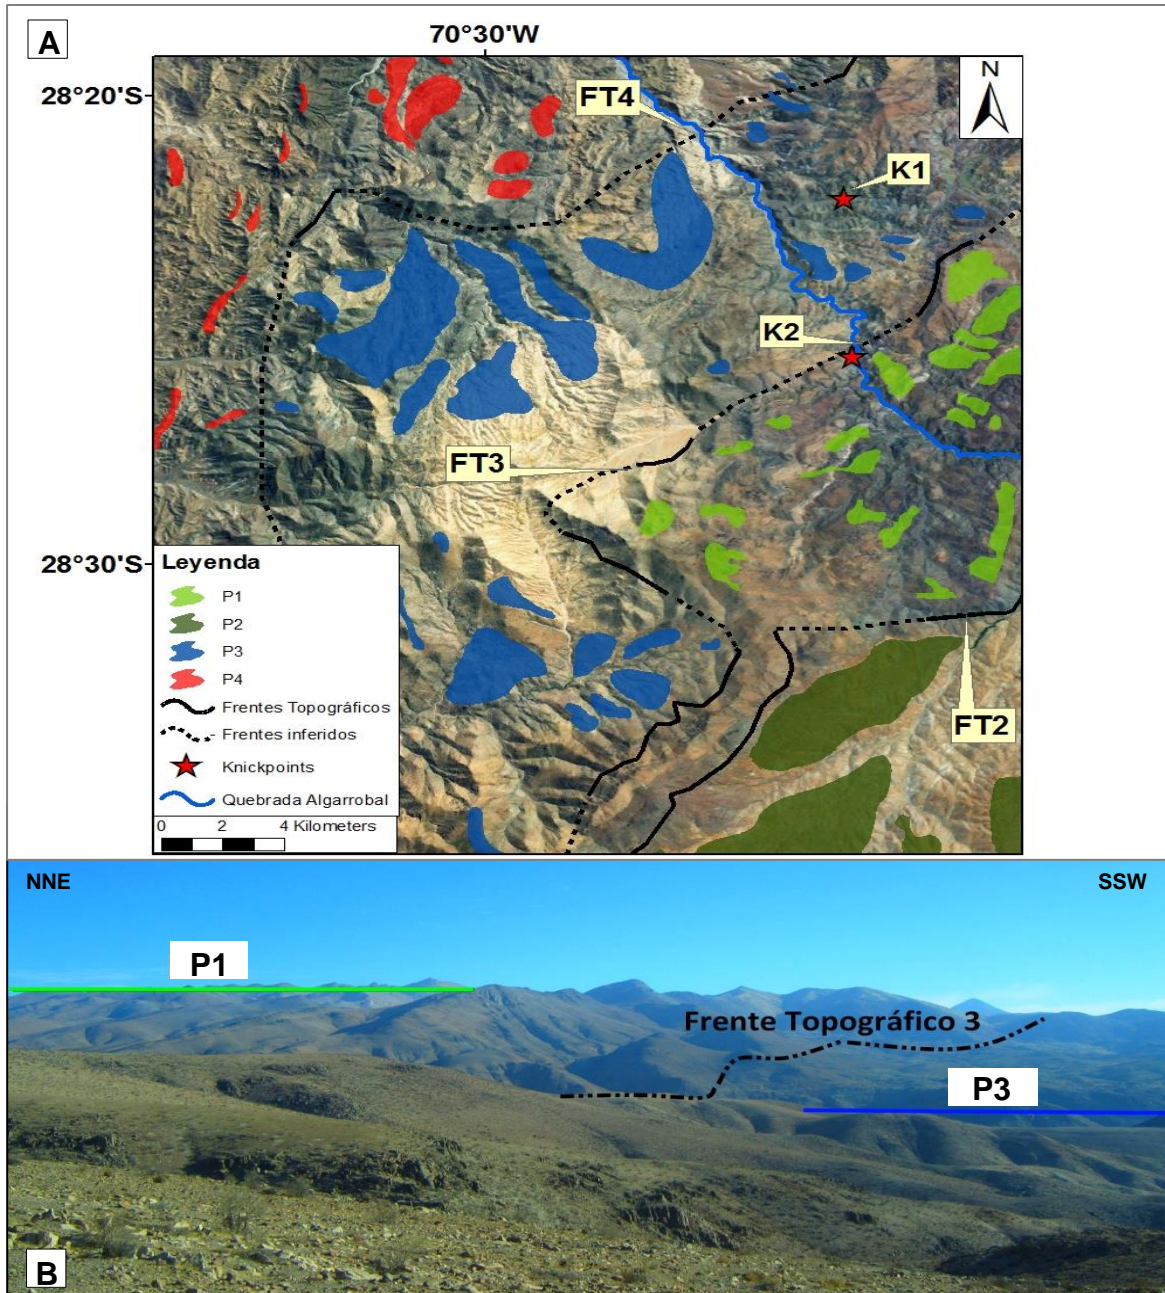 A
70°30'W
28°20'S
28°30'S
N
FT4
K1
K2
FT3
FT2
Leyenda
P1
P2
P3
P4
Frentes Topográficos
Frentes inferidos
Knickpoints
Quebrada Algarrobal
0 2 4 Kilometers
NNE
SSW
P1
Frente Topográfico 3
P3
B